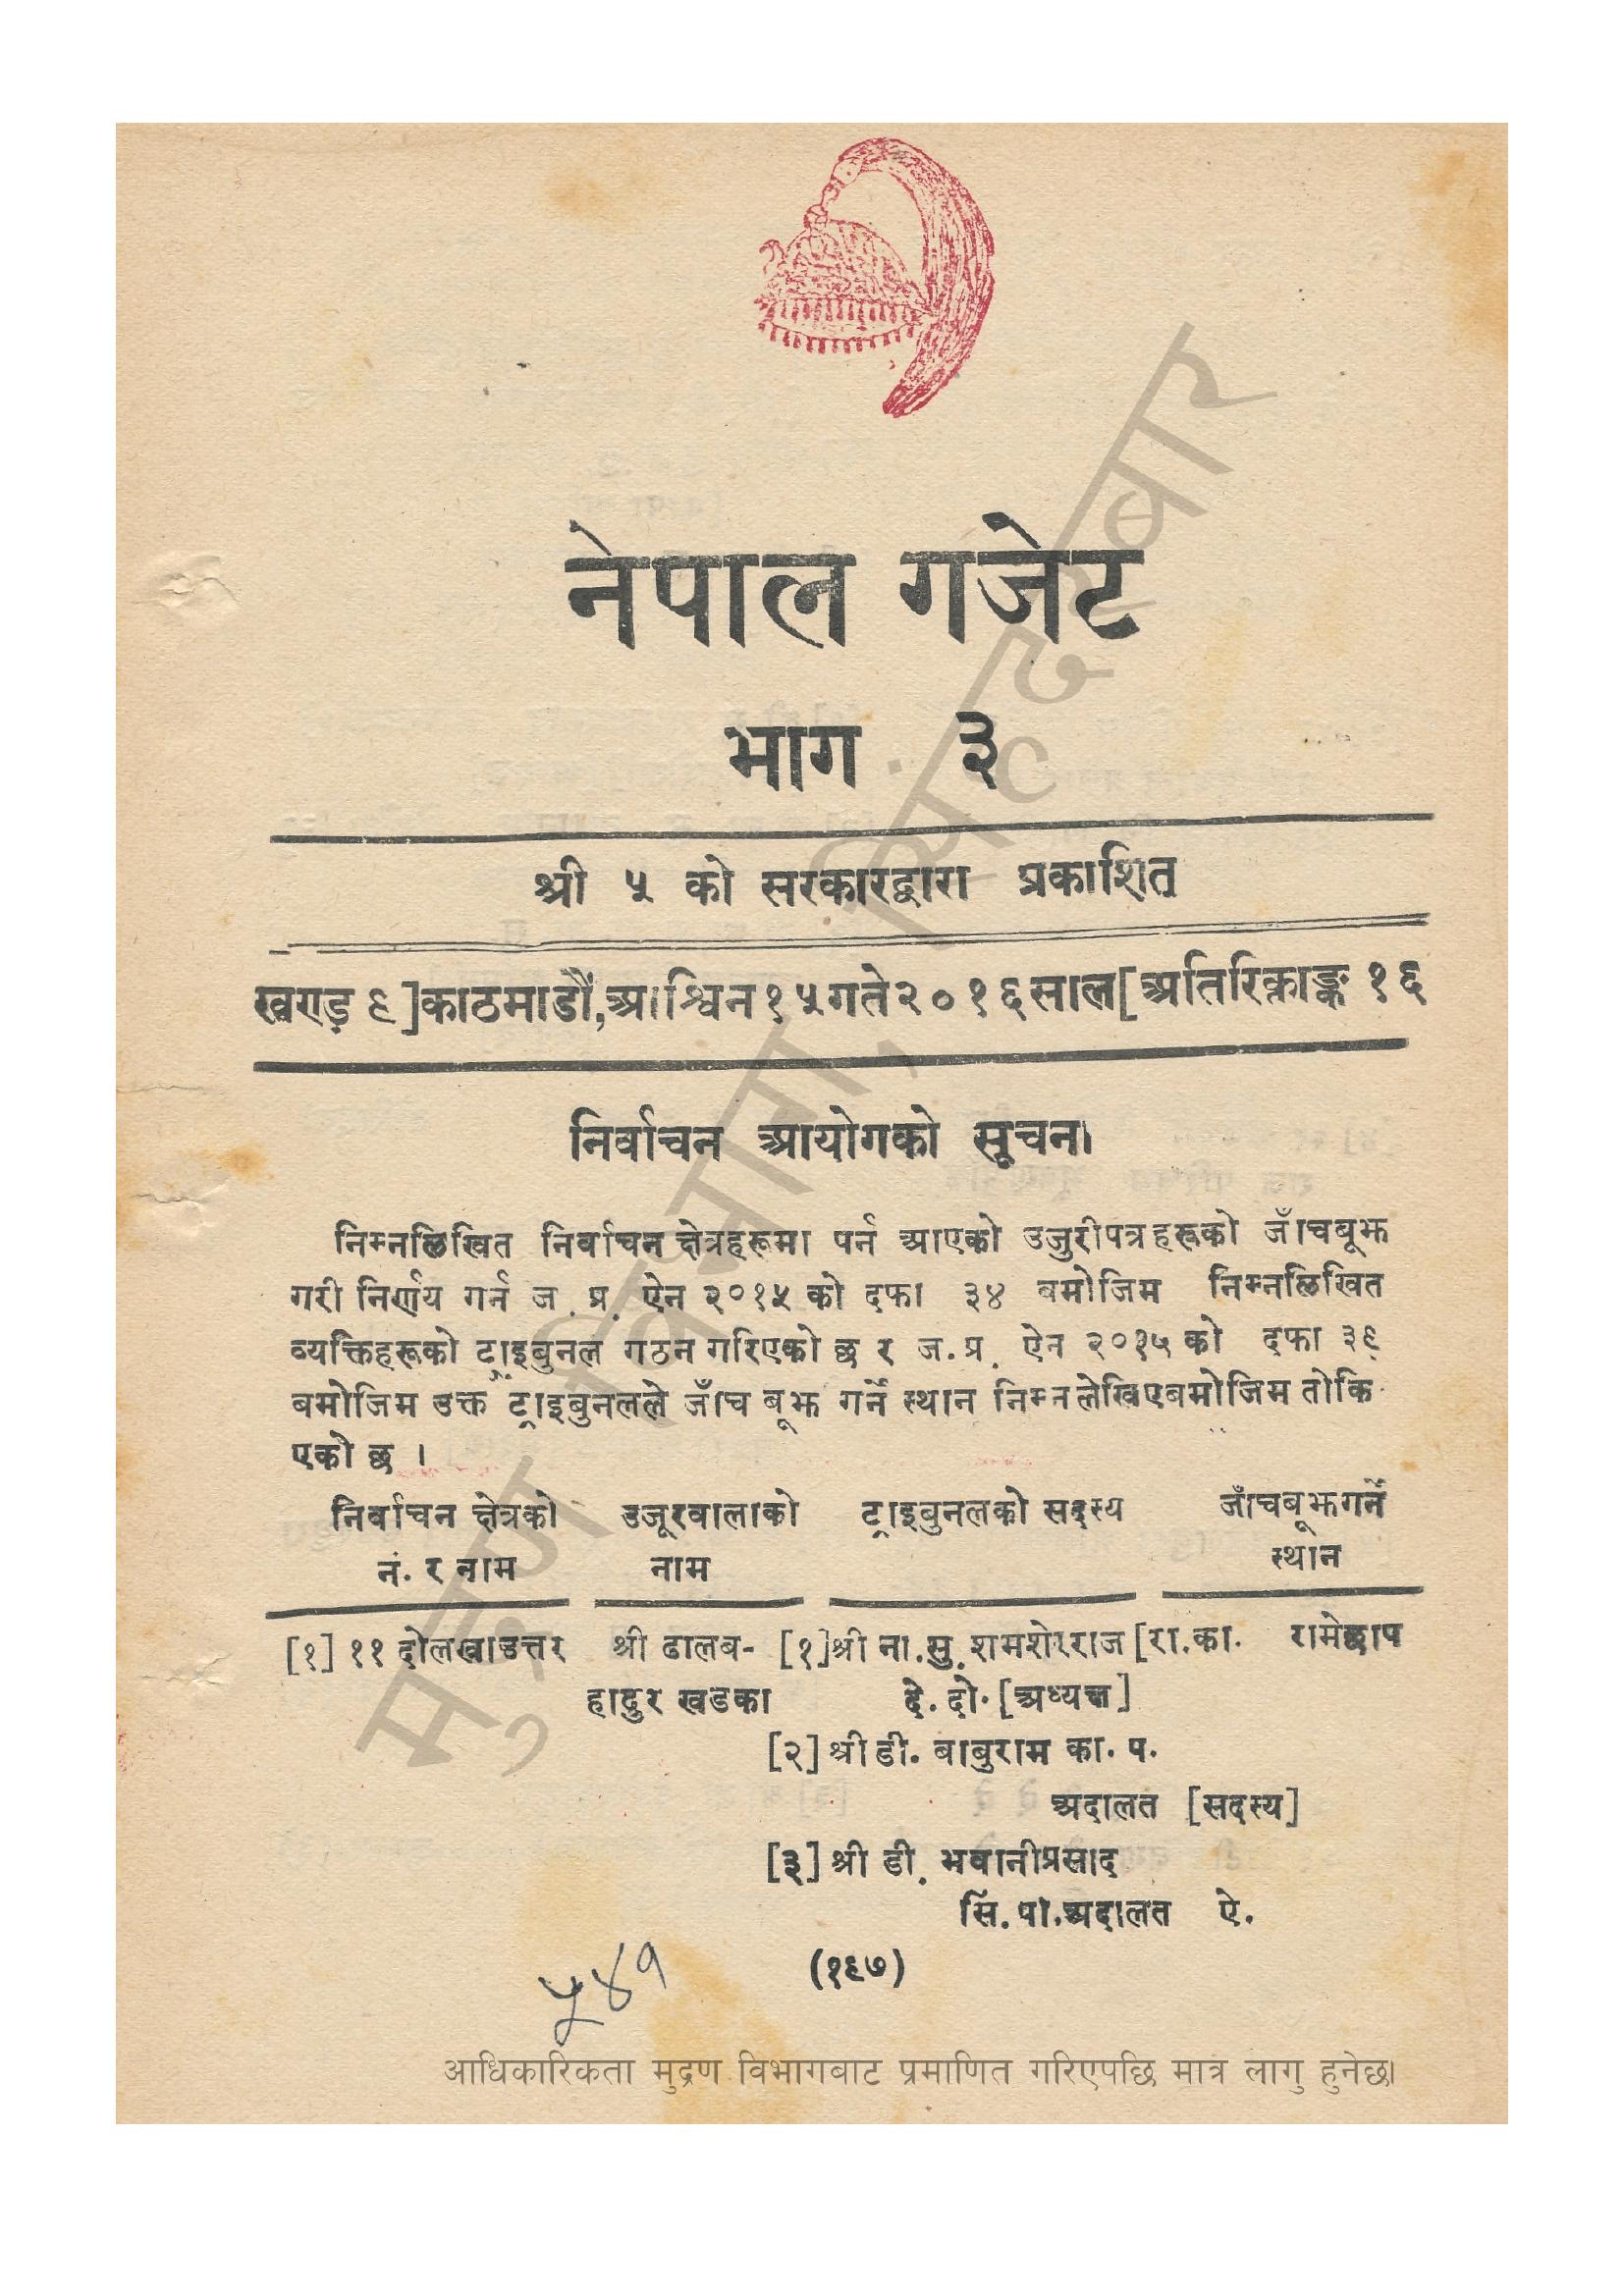 नेपाल गजेट
भाग ३
श्री ५ को सरकारद्वारा प्रकाशित
खण्ड ९]काठमाडौं,आश्विन१५गते२०१६साल[अतिरिक्ताङ्क १६
निर्वाचन आयोगको सूचना
निम्नलिखित निर्वाचन क्षेत्रहरूमा पर्न आएको उजुरीपत्रहरूको जाँचबूझ
गरी निर्णय गर्न ज. प्र. ऐन २०१५ को दफा ३४ बमोजिम निम्नलिखित
व्यक्तिहरूको ट्राइबुनल गठन गरिएको छ र ज.प्र. ऐन २०१५ को दफा ३९
बमोजिम उक्त ट्राइबुनलले जाँच बूझ गर्ने स्थान निम्नलेखिएबमोजिम तोकि
एको छ ।
निर्वाचन क्षेत्रको उजूरवालाको ट्राइबुनलको सदस्य जाँचबूझगर्ने
नं. र नाम नाम स्थान
[१] ११ दोलखाउत्तर श्री ढालब- [१]श्री ना.सु.शमशेरराज[रा.का. रामेछाप
हादुर खडका दे. दो.[अध्यक्ष]
[२]श्री डी. बाबुराम का. प.
अदालत [सदस्य]
[३]श्री डी. भवानीप्रसाद
सिं. पा.अदालत ऐ.
(१९७)
५४१
आधिकारिकता मुद्रण विभागबाट प्रमाणित गरिएपछि मात्र लागु हुनेछ।
मुद्रण विभाग, सिंहदरबार